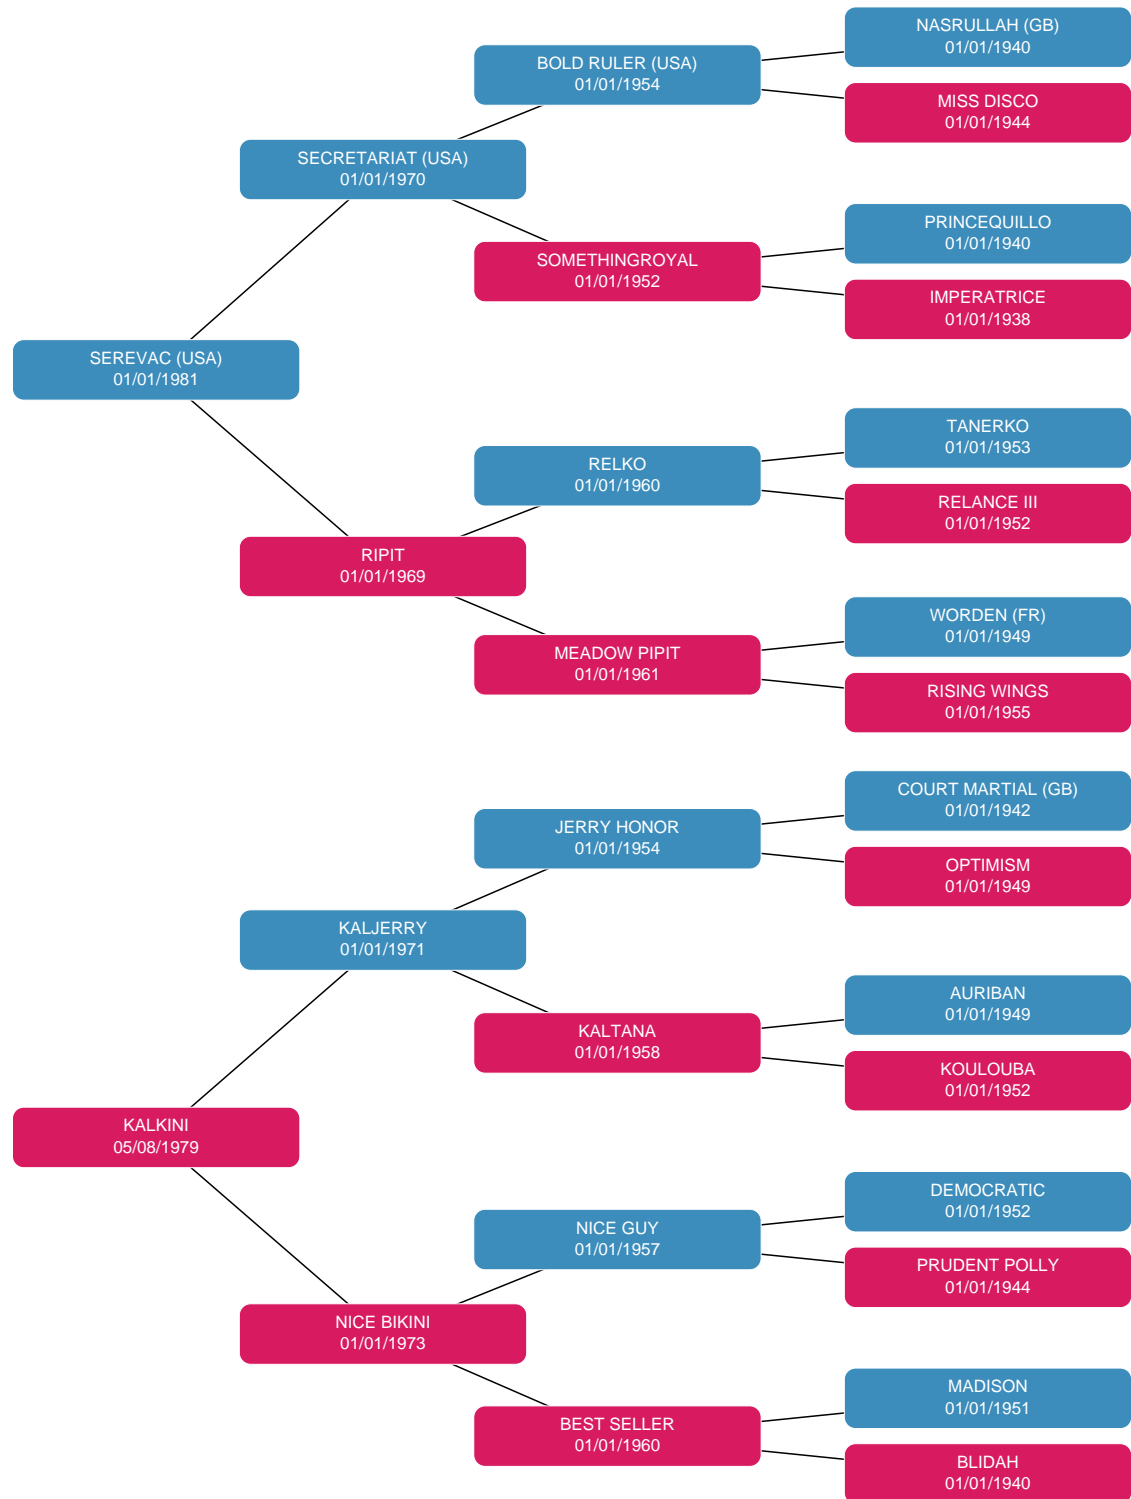 NASRULLAH (GB)
01/01/1940
BOLD RULER (USA)
01/01/1954
MISS DISCO
01/01/1944
SECRETARIAT (USA)
01/01/1970
PRINCEQUILLO
01/01/1940
SOMETHINGROYAL
01/01/1952
IMPERATRICE
01/01/1938
SEREVAC (USA)
01/01/1981
TANERKO
01/01/1953
RELKO
01/01/1960
RELANCE III
01/01/1952
RIPIT
01/01/1969
WORDEN (FR)
01/01/1949
MEADOW PIPIT
01/01/1961
RISING WINGS
01/01/1955
COURT MARTIAL (GB)
01/01/1942
JERRY HONOR
01/01/1954
OPTIMISM
01/01/1949
KALJERRY
01/01/1971
AURIBAN
01/01/1949
KALTANA
01/01/1958
KOULOUBA
01/01/1952
KALKINI
05/08/1979
DEMOCRATIC
01/01/1952
NICE GUY
01/01/1957
PRUDENT POLLY
01/01/1944
NICE BIKINI
01/01/1973
MADISON
01/01/1951
BEST SELLER
01/01/1960
BLIDAH
01/01/1940